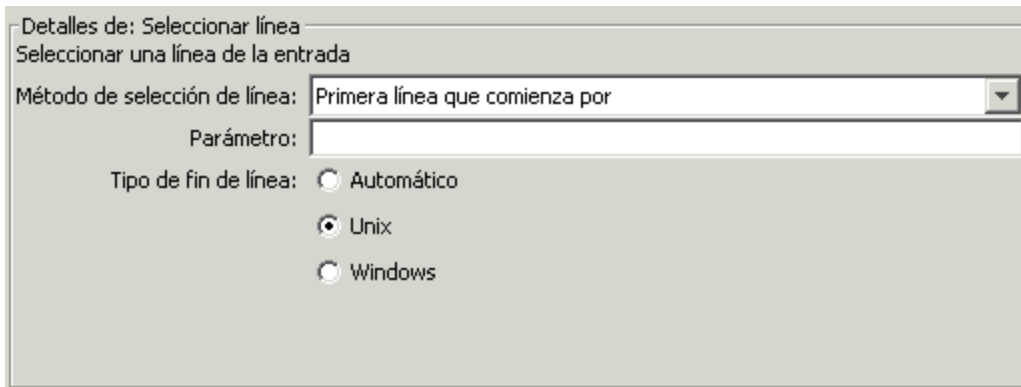 Detalles de: Seleccionar línea
Seleccionar una línea de la entrada
Método de selección de línea: Primera línea que comienza por
Parámetro:
Tipo de fin de línea: Automático
Unix
Windows